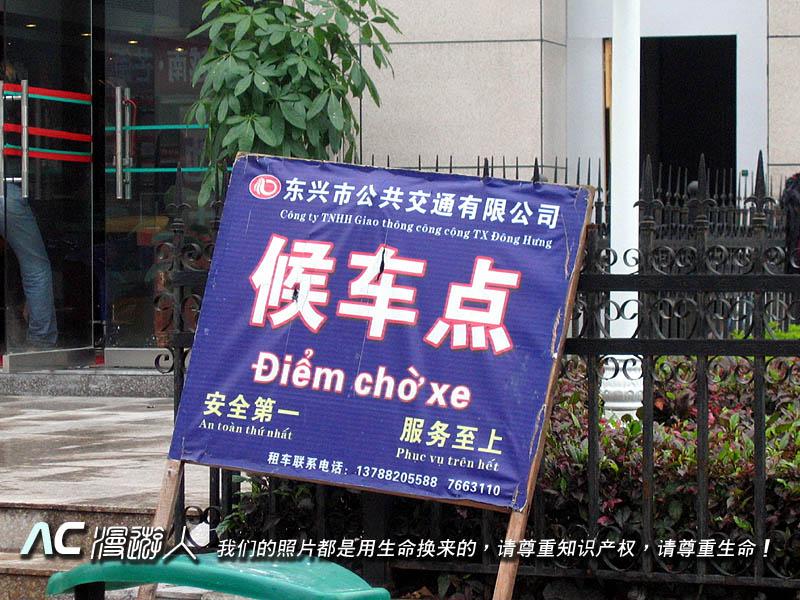 东兴市公共交通有限公司
Công ty TNHH Giao thông công cộng TX Đông Hưng
候车点
Điểm chờ xe
安全第一
An toàn thứ nhất
服务至上
Phục vụ trên hết
租车联系电话：13788205588 7663110
AC 漫游人 我们的照片都是用生命换来的，请尊重知识产权，请尊重生命！